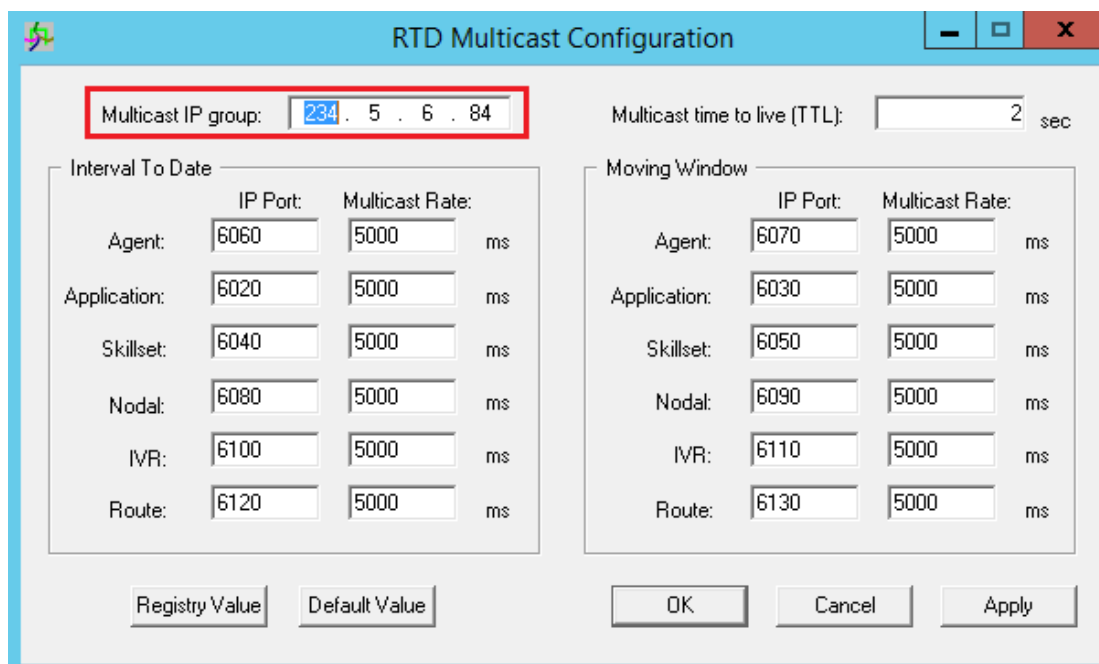 RTD Multicast Configuration
Multicast IP group: 234 . 5 . 6 . 84 Multicast time to live (TTL): 2 sec
Interval To Date Moving Window
IP Port: Multicast Rate: IP Port: Multicast Rate:
Agent: 6060 5000 ms Agent: 6070 5000 ms
Application: 6020 5000 ms Application: 6030 5000 ms
Skillset: 6040 5000 ms Skillset: 6050 5000 ms
Nodal: 6080 5000 ms Nodal: 6090 5000 ms
IVR: 6100 5000 ms IVR: 6110 5000 ms
Route: 6120 5000 ms Route: 6130 5000 ms
Registry Value Default Value OK Cancel Apply